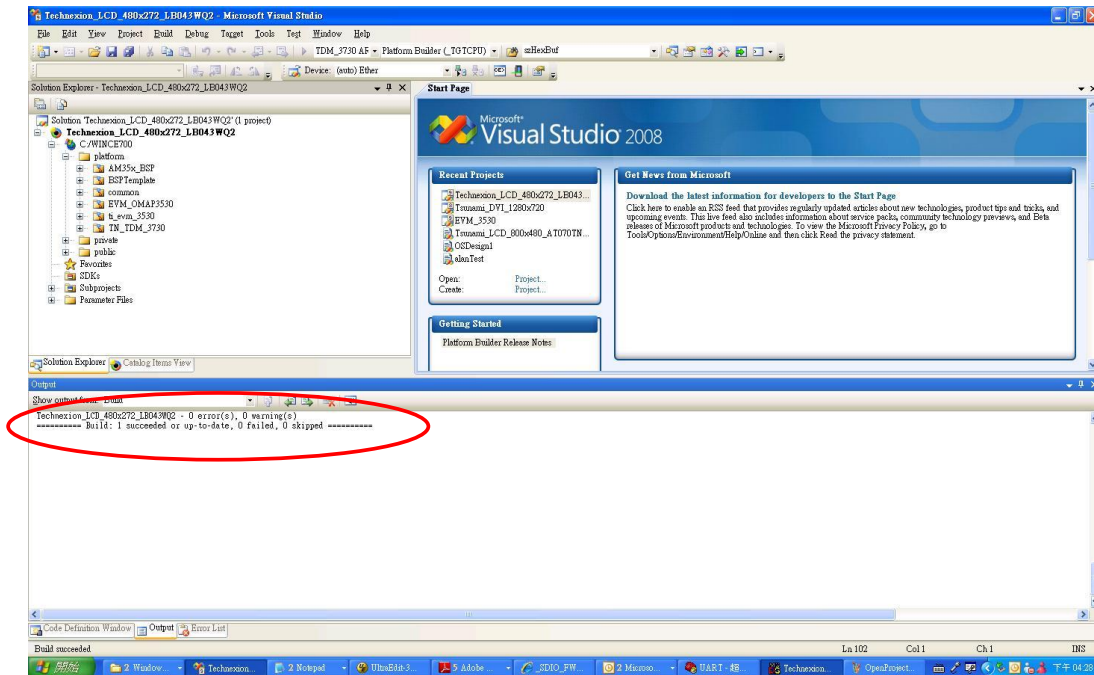 Technexion_LCD_480x272_LB043WQ2 - Microsoft Visual Studio
File Edit View Project Build Debug Target Tools Test Window Help
TDM_3730 AF Platform Builder (_TGTCPU) szHexBuf
Device: (auto) Ether
Solution Explorer - Technexion_LCD_480x272_LB043WQ2
Solution 'Technexion_LCD_480x272_LB043WQ2' (1 project)
Technexion_LCD_480x272_LB043WQ2
C:/WINCE700
platform
AM35x_BSP
BSPTemplate
common
EVM_OMAP3530
ti_evm_3530
TN_TDM_3730
private
public
Favorites
SDKs
Subprojects
Parameter Files
Solution Explorer Catalog Items View
Start Page
Microsoft
Visual Studio 2008
Recent Projects
Technexion_LCD_480x272_LB043...
Tsunami_DVI_1280x720
EVM_3530
Tsunami_LCD_800x480_AT070TN...
OSDesign1
alanTest
Open: Project...
Create: Project...
Getting Started
Platform Builder Release Notes
Get News from Microsoft
Download the latest information for developers to the Start Page
Click here to enable an RSS feed that provides regularly updated articles about new technologies, product tips and tricks, and
upcoming events. This live feed also includes information about service packs, community technology previews, and Beta
releases of Microsoft products and technologies. To view the Microsoft Privacy Policy, go to
Tools/Options/Environment/Help/Online and then click Read the privacy statement.
Output
Show output from: Build
Technexion_LCD_480x272_LB043WQ2 - 0 error(s), 0 warning(s)
========== Build: 1 succeeded or up-to-date, 0 failed, 0 skipped ==========
Code Definition Window Output Error List
Build succeeded Ln 102 Col 1 Ch 1 INS
開始 2 Window... Technexion... 2 Notepad UltraEdit-3... 5 Adobe ... _SDIO_FW... 2 Microso... UART - 超... Technexion... OpenProject... 下午 04:28